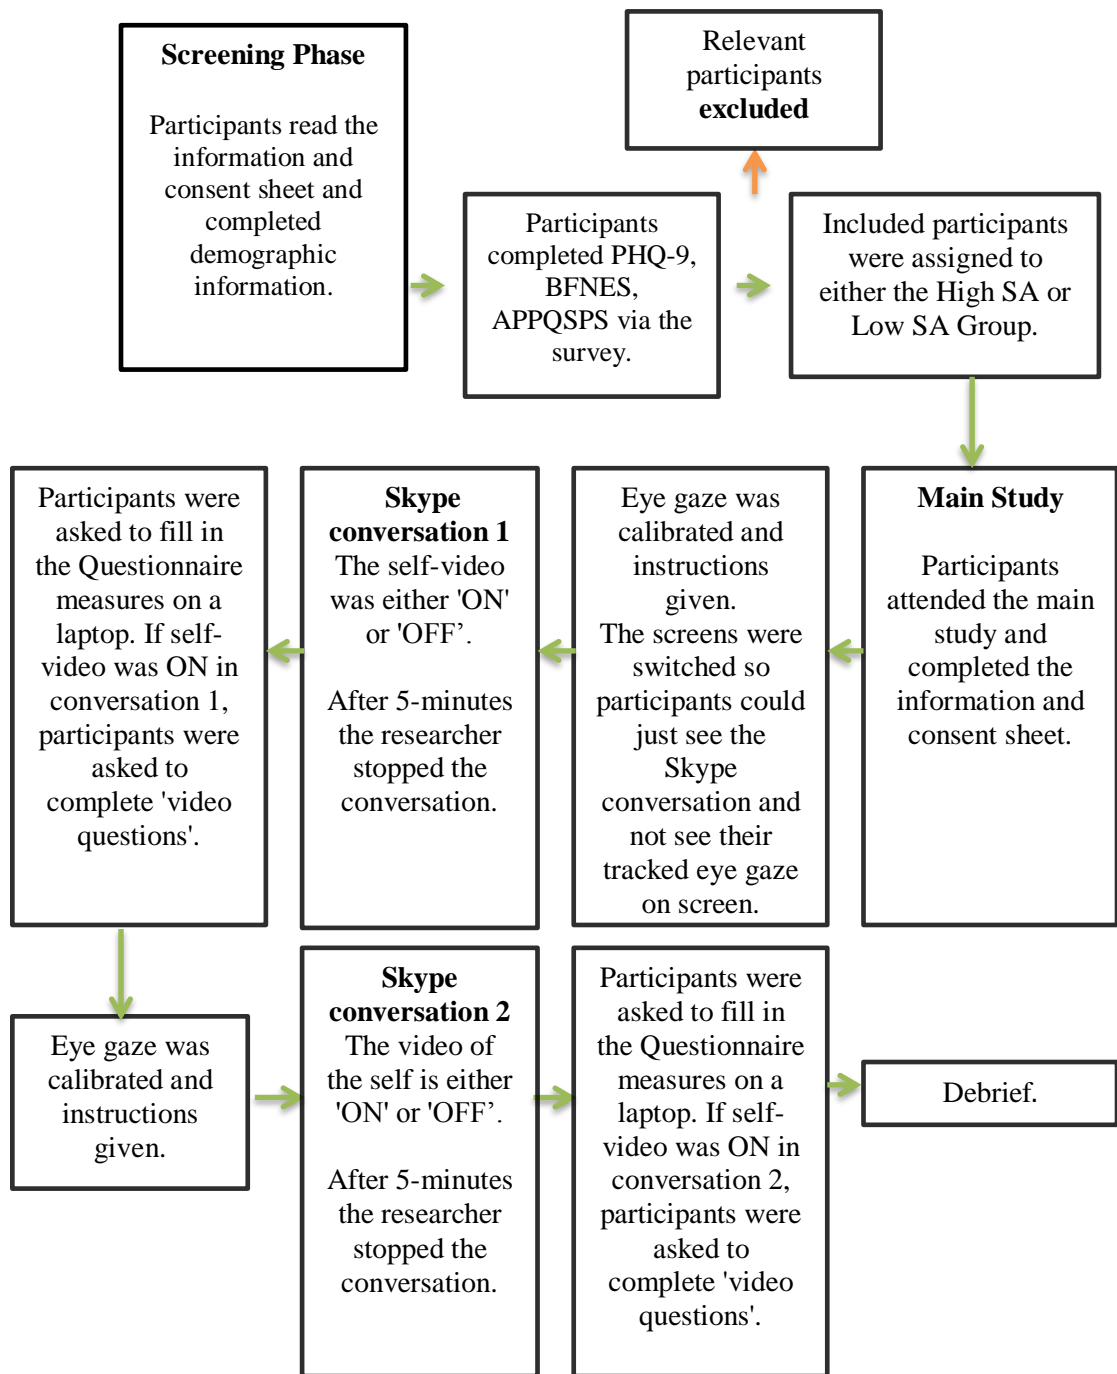 Screening Phase
Participants read the
information and
consent sheet and
completed
demographic
information.
Participants
completed PHQ-9,
BFNES,
APPQSPS via the
survey.
Relevant
participants
excluded
Included participants
were assigned to
either the High SA or
Low SA Group.
Main Study
Participants
attended the main
study and
completed the
information and
consent sheet.
Eye gaze was
calibrated and
instructions
given.
The screens were
switched so
participants could
just see the
Skype
conversation and
not see their
tracked eye gaze
on screen.
Skype
conversation 1
The self-video
was either 'ON'
or 'OFF’.
After 5-minutes
the researcher
stopped the
conversation.
Participants were
asked to fill in
the Questionnaire
measures on a
laptop. If self-
video was ON in
conversation 1,
participants were
asked to
complete 'video
questions'.
Eye gaze was
calibrated and
instructions
given.
Skype
conversation 2
The video of
the self is either
'ON' or 'OFF’.
After 5-minutes
the researcher
stopped the
conversation.
Participants were
asked to fill in
the Questionnaire
measures on a
laptop. If self-
video was ON in
conversation 2,
participants were
asked to
complete 'video
questions'.
Debrief.